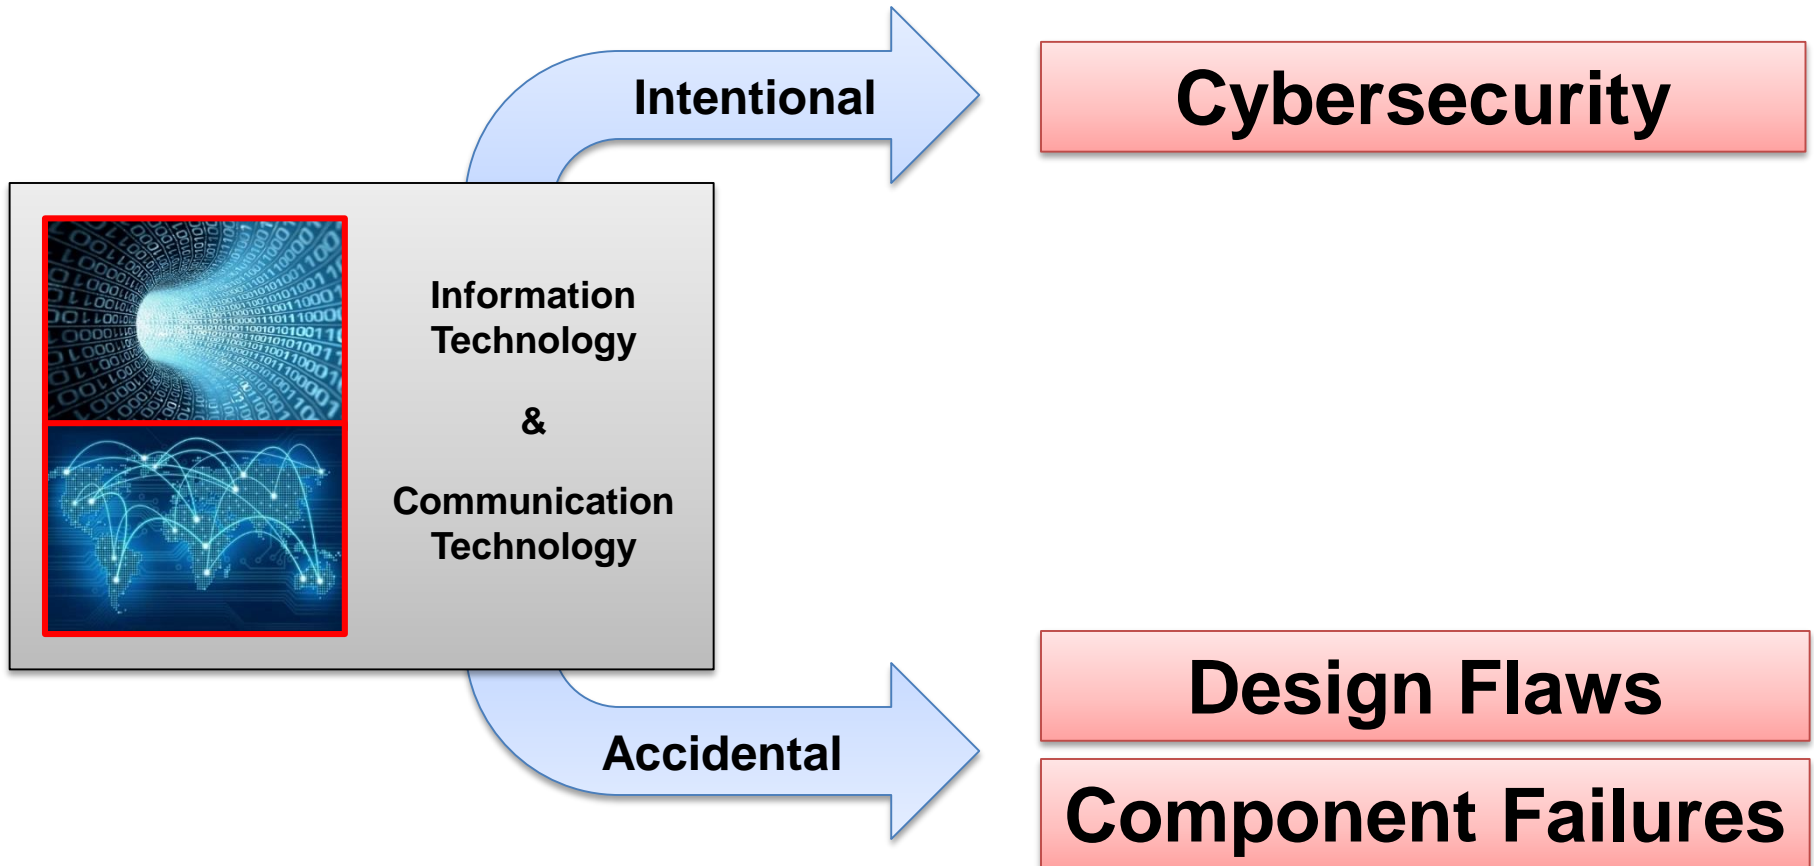 Intentional
Cybersecurity
Information
Technology
&
Communication
Technology
Design Flaws
Accidental
Component Failures